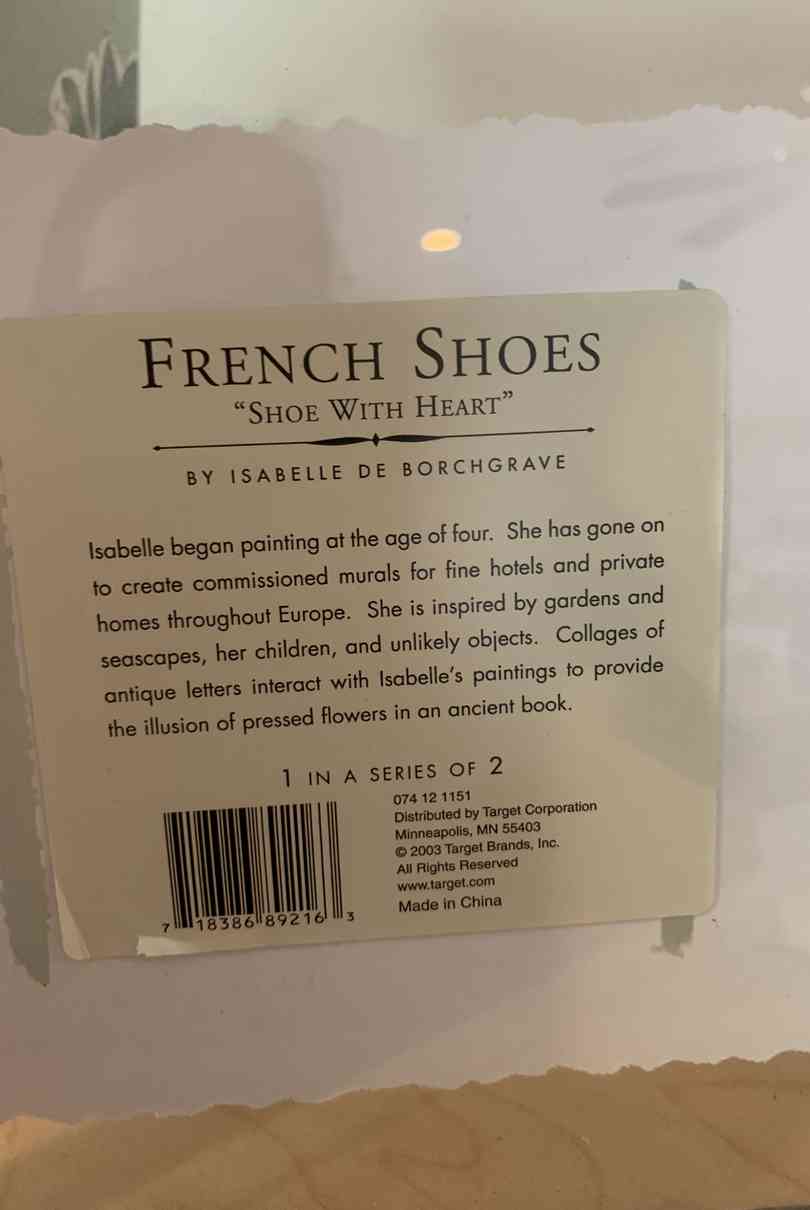 FRENCH SHOES
"SHOE WITH HEART"
BY ISABELLE DE BORCHGRAVE
Isabelle began painting at the age of four. She has gone on
to create commissioned murals for fine hotels and private
homes throughout Europe. She is inspired by gardens and
seascapes, her children, and unlikely objects. Collages of
antique letters interact with Isabelle's paintings to provide
the illusion of pressed flowers in an ancient book.
1 IN A SERIES OF 2
074 12 1151
Distributed by Target Corporation
Minneapolis, MN 55403
© 2003 Target Brands, Inc.
All Rights Reserved
www.target.com
Made in China
7 18386 89216 3